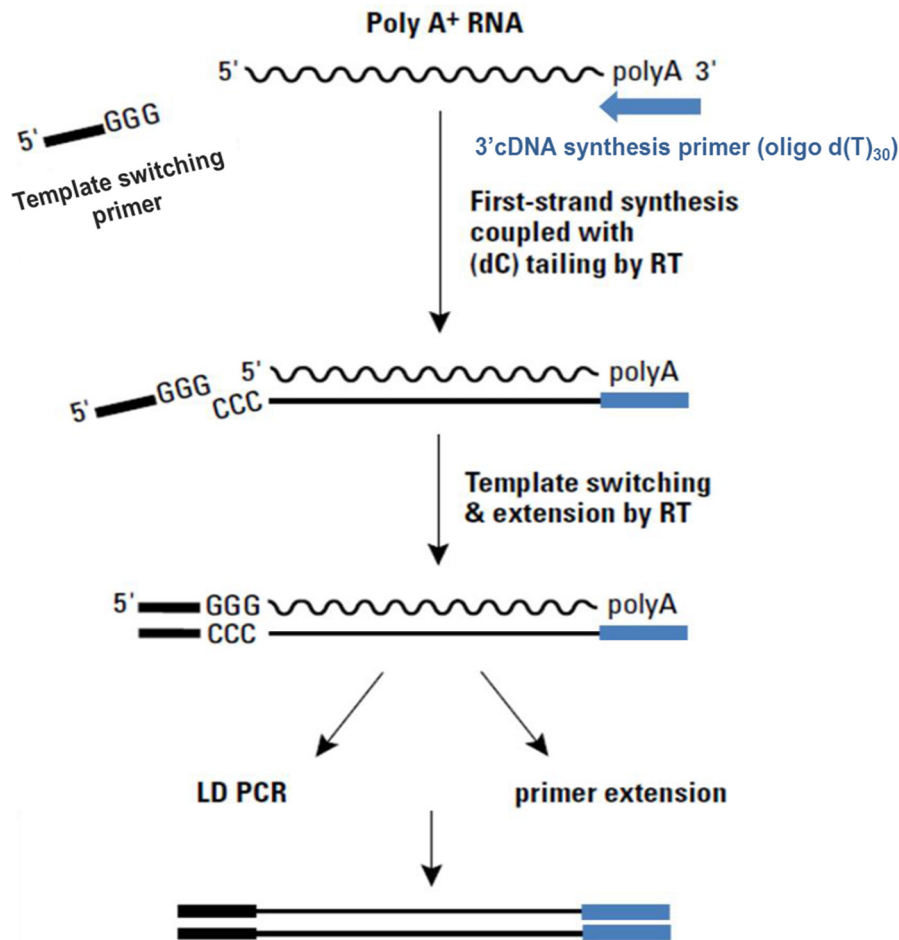 Poly A+ RNA
5' polyA 3'
5' GGG
Template switching
primer
3'cDNA synthesis primer (oligo d(T)30)
First-strand synthesis
coupled with
(dC) tailing by RT
5' polyA
5' GGG
CCC
Template switching
& extension by RT
5' GGG polyA
CCC
LD PCR
primer extension